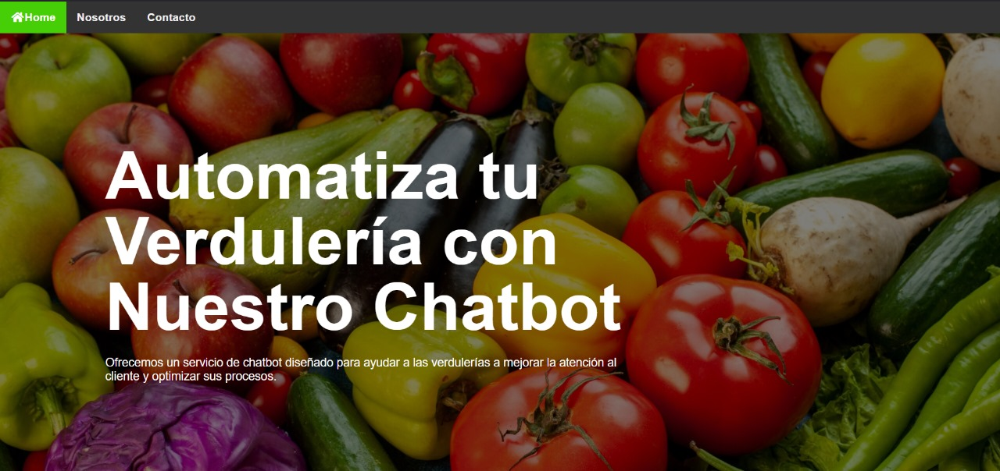 Home Nosotros Contacto
Automatiza tu
Verdulería con
Nuestro Chatbot
Ofrecemos un servicio de chatbot diseñado para ayudar a las verdulerías a mejorar la atención al
cliente y optimizar sus procesos.